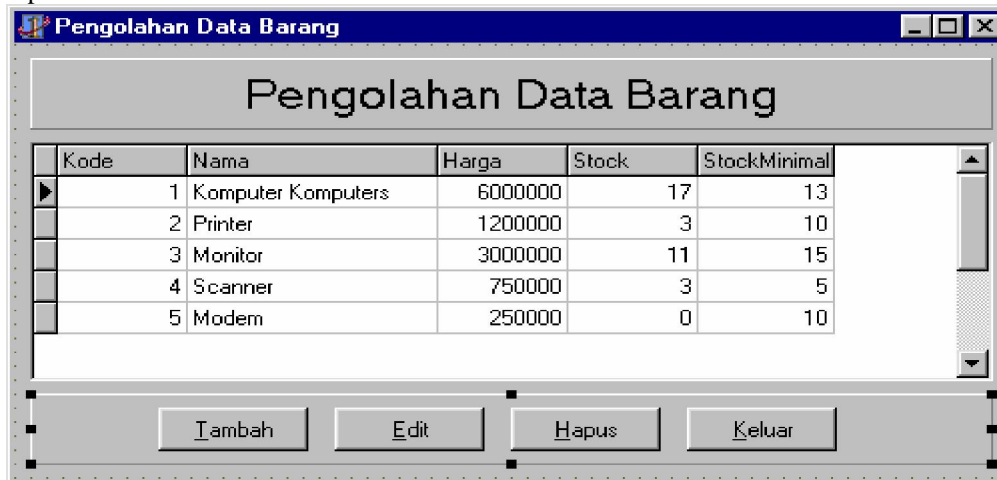 Pengolahan Data Barang
Pengolahan Data Barang
Kode Nama Harga Stock StockMinimal
1 Komputer Komputers 6000000 17 13
2 Printer 1200000 3 10
3 Monitor 3000000 11 15
4 Scanner 750000 3 5
5 Modem 250000 0 10
Tambah Edit Hapus Keluar